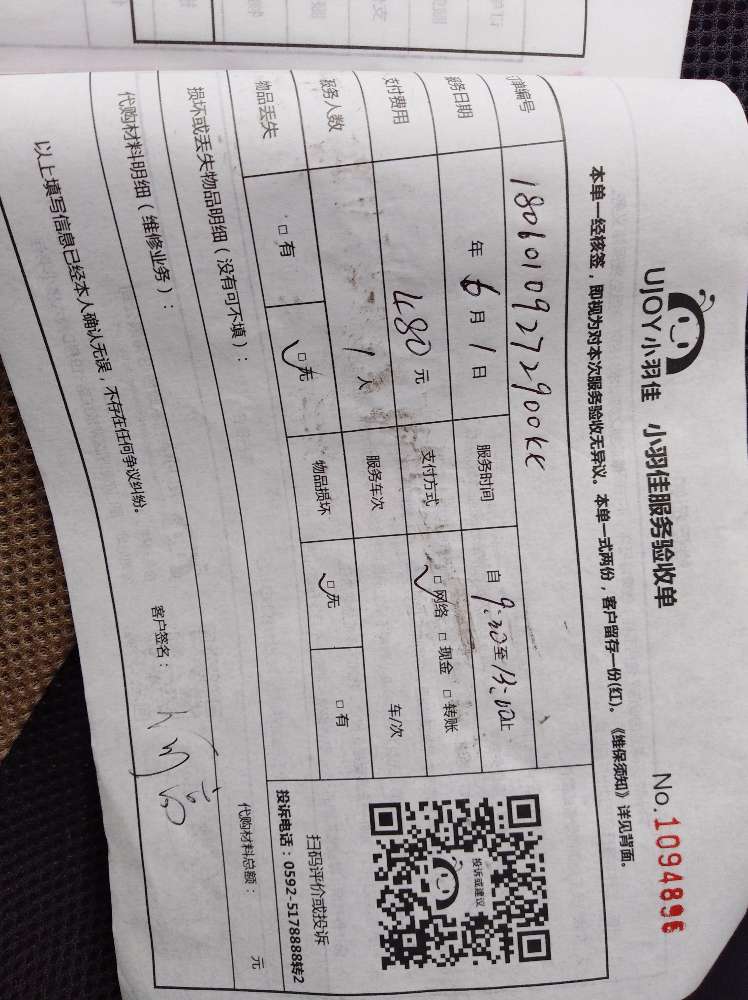 UJOY小羽佳 小羽佳服务验收单 No.1094896
本单一经核签，即视为对本次服务验收无异议。本单一式两份，客户留存一份(红)。《维保须知》详见背面。
编号 18060109272900KK
服务日期 年 6 月 1 日 服务时间 自 9:30 至 13:00 止
支付费用 480 元 支付方式 □网络 □现金 □转账
服务人数 1 人 服务车次 车/次
物品丢失 □有 □无 物品损坏 □无 □有
投诉或建议
扫码评价或投诉
投诉电话：0592-5178888转2
损坏或丢失物品明细（没有可不填）：
代购材料明细（维修业务）： 代购材料总额： 元
以上填写信息已经本人确认无误，不存在任何争议纠纷。 客户签名：